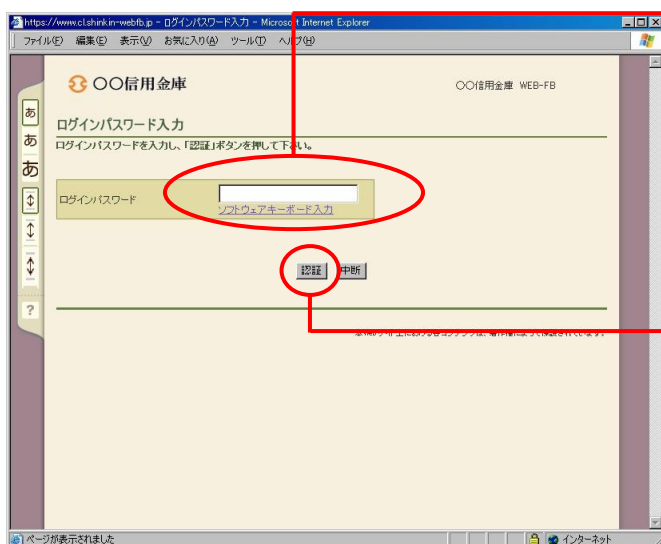 https://www.cl.shinkin-webfb.jp - ログインパスワード入力 - Microsoft Internet Explorer
ファイル(F) 編集(E) 表示(V) お気に入り(A) ツール(T) ヘルプ(H)
〇〇信用金庫
〇〇信用金庫 WEB-FB
あ
あ
あ
ログインパスワード入力
ログインパスワードを入力し、「認証」ボタンを押して下さい。
ログインパスワード
ソフトウェアキーボード入力
認証 中断
?
ページが表示されました
インターネット